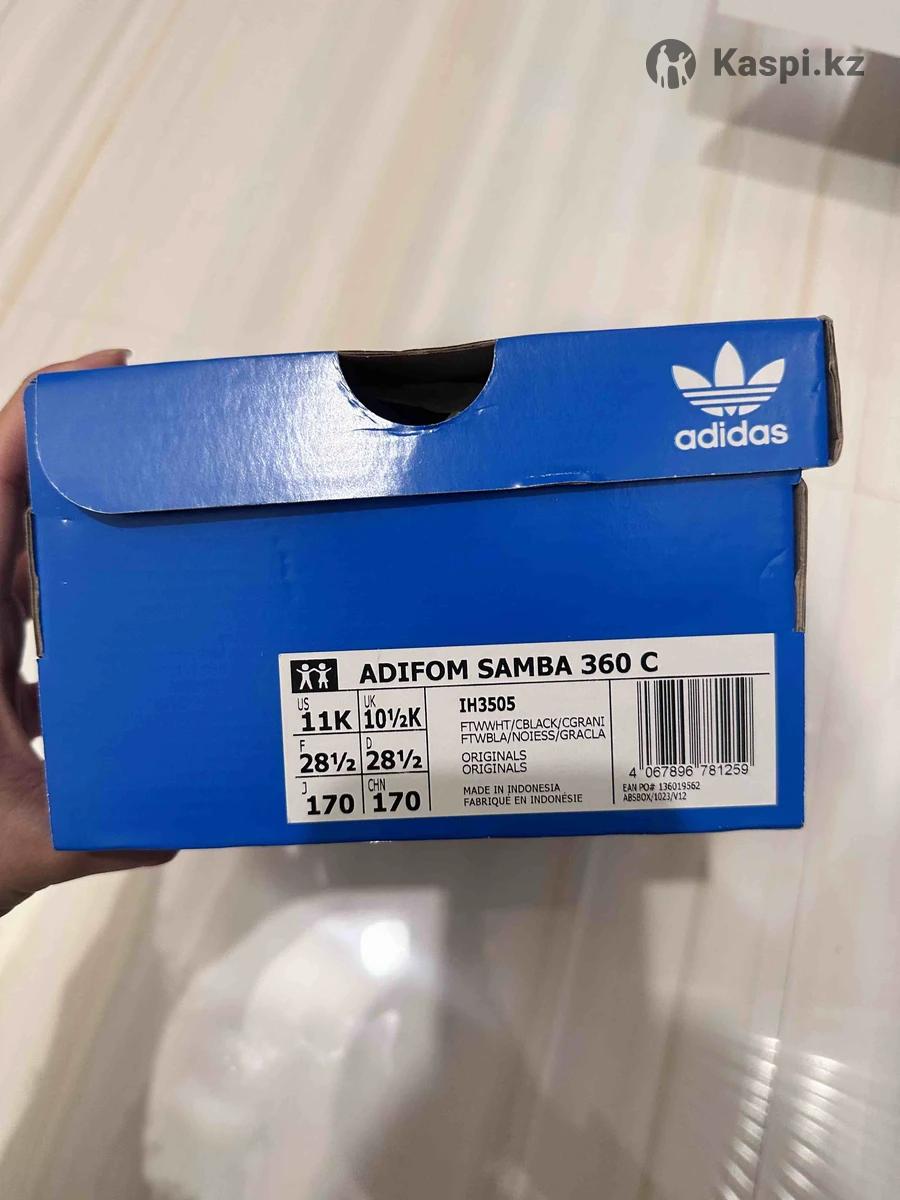 Kaspi.kz
adidas
ADIFOM SAMBA 360 C
US 11K UK 10½K
F 28½ D 28½
J 170 CHN 170
IH3505
FTWWHT/CBLACK/CGRANI
FTWBLA/NOIESS/GRACLA
ORIGINALS
ORIGINALS
MADE IN INDONESIA
FABRIQUÉ EN INDONÉSIE
4 067896 781259
EAN PO# 136019562
ABSBOX/1023/V12